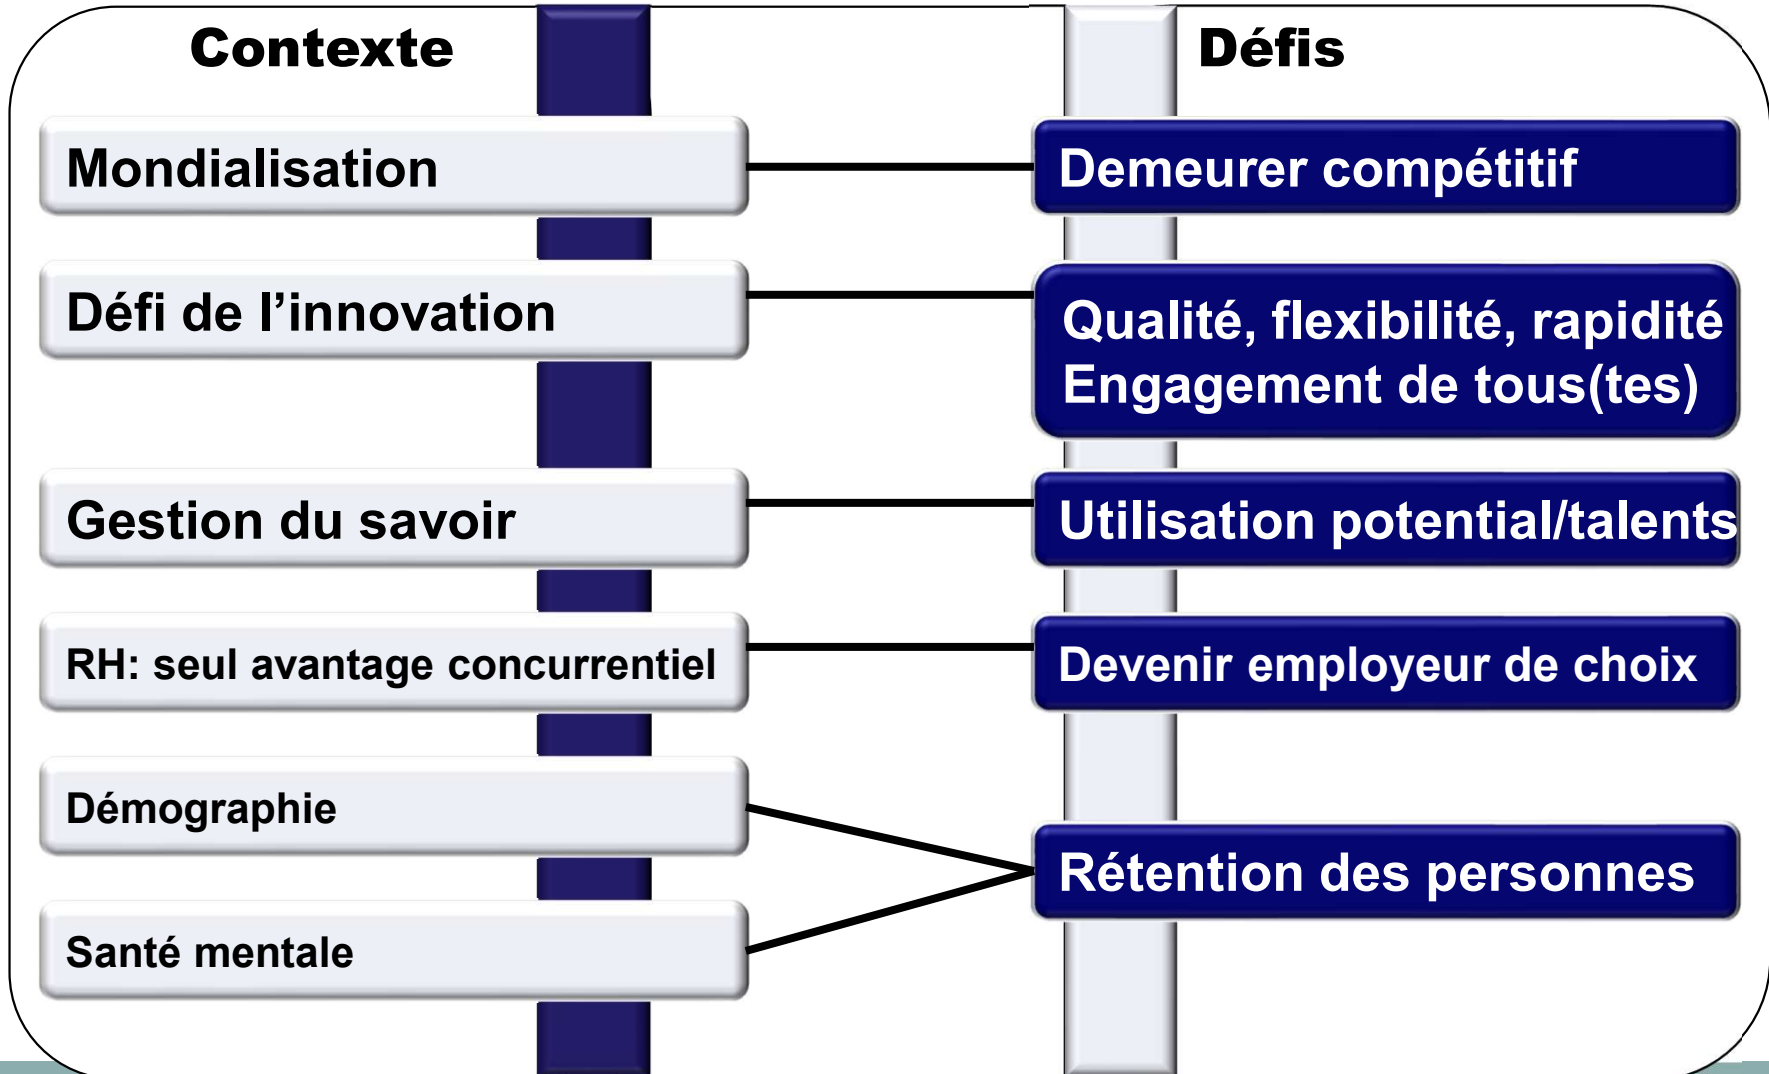 Contexte
Défis
Mondialisation
Demeurer compétitif
Défi de l’innovation
Qualité, flexibilité, rapidité
Engagement de tous(tes)
Gestion du savoir
Utilisation potential/talents
RH: seul avantage concurrentiel
Devenir employeur de choix
Démographie
Rétention des personnes
Santé mentale